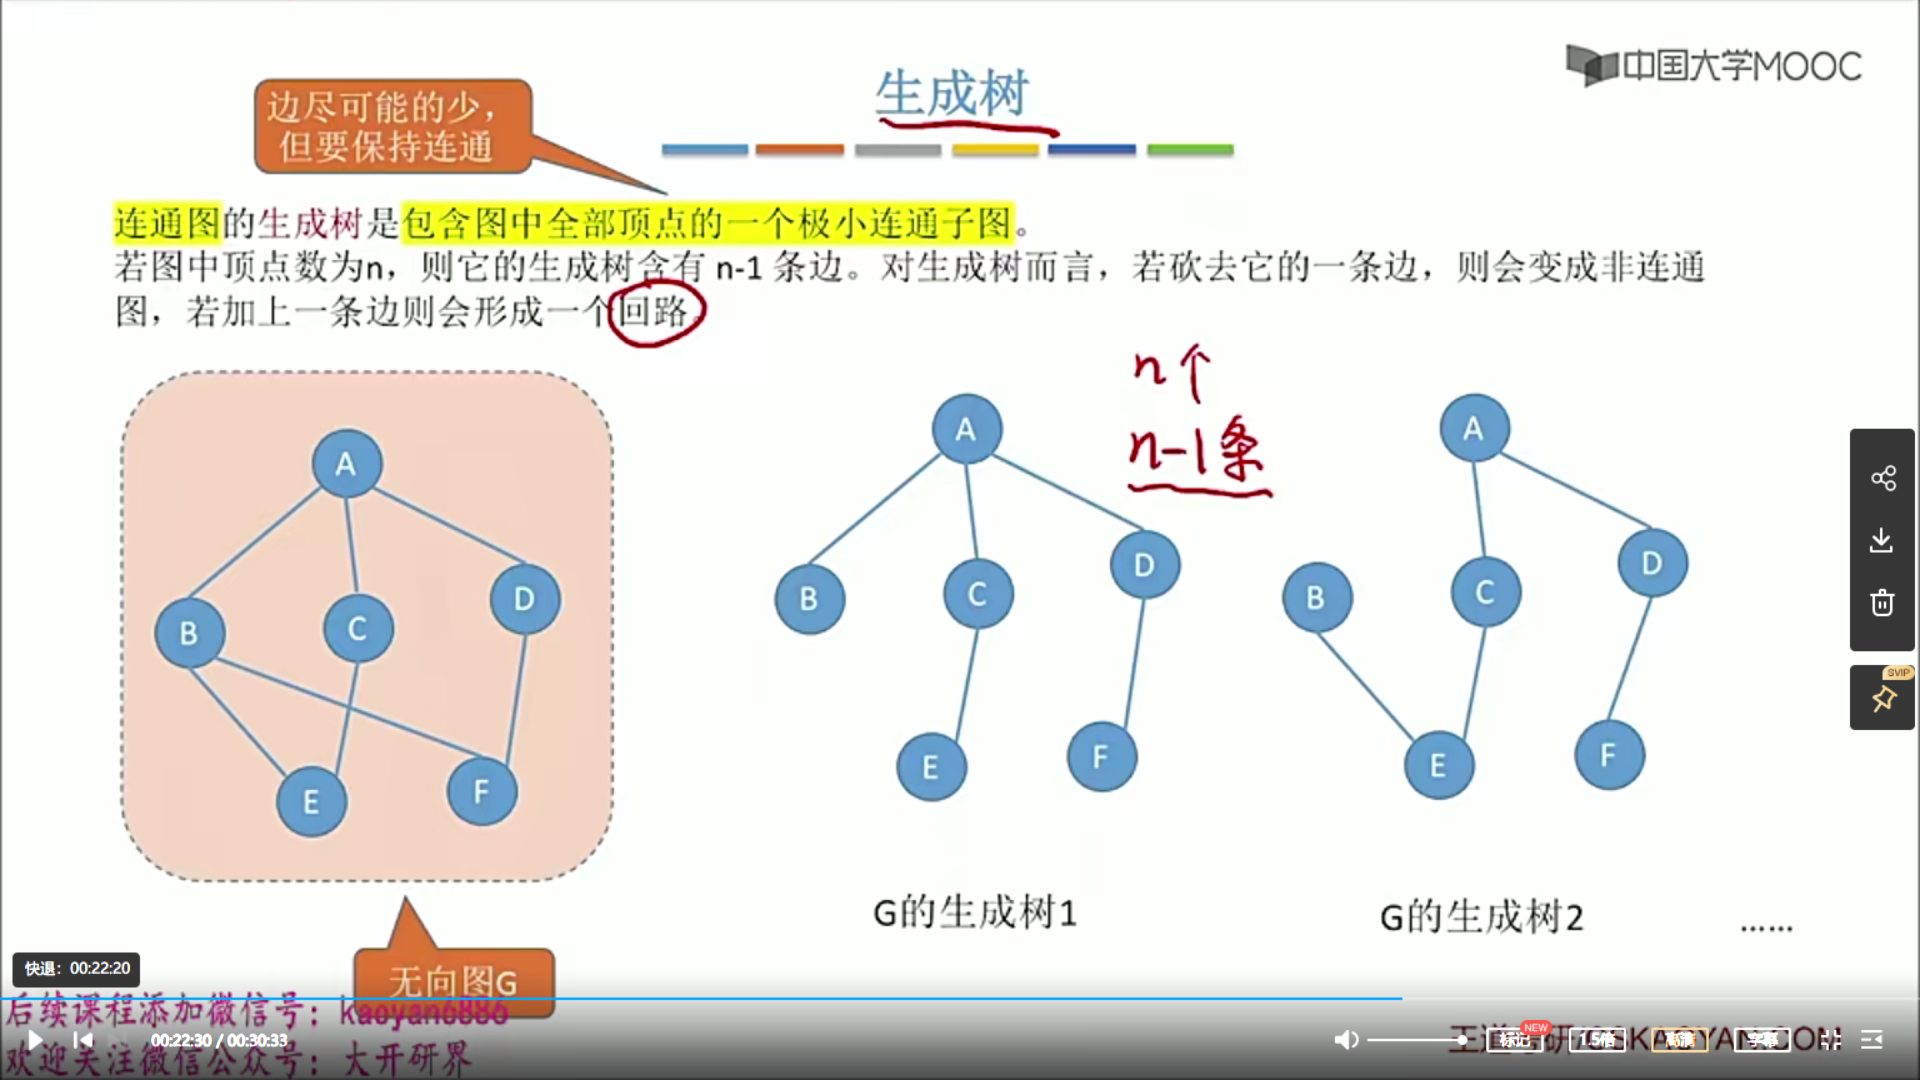 中国大学MOOC
生成树
边尽可能的少，
但要保持连通
连通图的生成树是包含图中全部顶点的一个极小连通子图。
若图中顶点数为n，则它的生成树含有 n-1 条边。对生成树而言，若砍去它的一条边，则会变成非连通
图，若加上一条边则会形成一个回路。
n个
n-1条
A
B
C
D
E
F
A
B
C
D
E
F
A
B
C
D
E
F
G的生成树1
G的生成树2
……
无向图G
SVIP
快退：00:22:20
后续课程添加微信号：kaoyan6886
00:22:30 / 00:30:33
欢迎关注微信公众号：大开研界
标记
NEW
1.5倍
高清
字幕